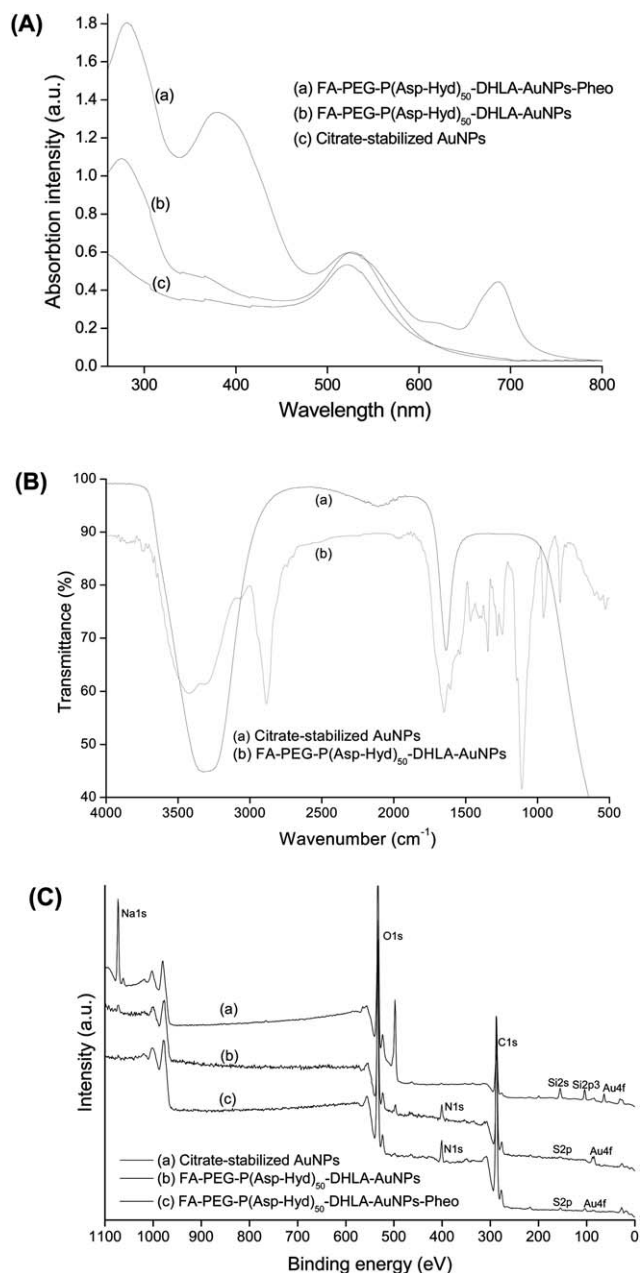 (A)
1.8
1.6
1.4
1.2
1.0
0.8
0.6
0.4
0.2
0.0
Absorbtion intensity (a.u.)
(a)
(b)
(c)
(a) FA-PEG-P(Asp-Hyd)₅₀-DHLA-AuNPs-Pheo
(b) FA-PEG-P(Asp-Hyd)₅₀-DHLA-AuNPs
(c) Citrate-stabilized AuNPs
300 400 500 600 700 800
Wavelength (nm)
(B)
100
90
80
70
60
50
40
Transmittance (%)
(a)
(b)
(a) Citrate-stabilized AuNPs
(b) FA-PEG-P(Asp-Hyd)₅₀-DHLA-AuNPs
4000 3500 3000 2500 2000 1500 1000 500
Wavenumber (cm⁻¹)
(C)
Intensity (a.u.)
Na1s
O1s
C1s
(a)
Si2s Si2p3 Au4f
(b)
N1s
S2p Au4f
(c)
N1s
S2p Au4f
(a) Citrate-stabilized AuNPs
(b) FA-PEG-P(Asp-Hyd)₅₀-DHLA-AuNPs
(c) FA-PEG-P(Asp-Hyd)₅₀-DHLA-AuNPs-Pheo
1100 1000 900 800 700 600 500 400 300 200 100 0
Binding energy (eV)